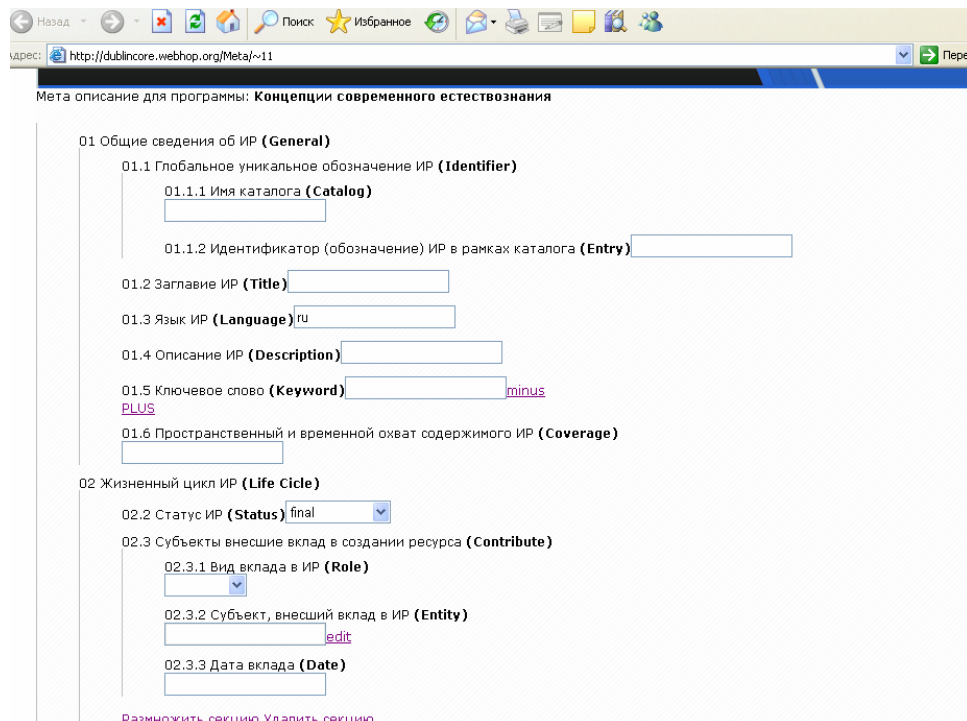 Назад Поиск Избранное
Адрес: http://dublincore.webhop.org/Meta/~11 Пере
Мета описание для программы: Концепции современного естествознания
01 Общие сведения об ИР (General)
01.1 Глобальное уникальное обозначение ИР (Identifier)
01.1.1 Имя каталога (Catalog)
01.1.2 Идентификатор (обозначение) ИР в рамках каталога (Entry)
01.2 Заглавие ИР (Title)
01.3 Язык ИР (Language) ru
01.4 Описание ИР (Description)
01.5 Ключевое слово (Keyword) minus
PLUS
01.6 Пространственный и временной охват содержимого ИР (Coverage)
02 Жизненный цикл ИР (Life Cicle)
02.2 Статус ИР (Status) final
02.3 Субъекты внесшие вклад в создании ресурса (Contribute)
02.3.1 Вид вклада в ИР (Role)
02.3.2 Субъект, внесший вклад в ИР (Entity)
edit
02.3.3 Дата вклада (Date)
Размножить секцию Удалить секцию